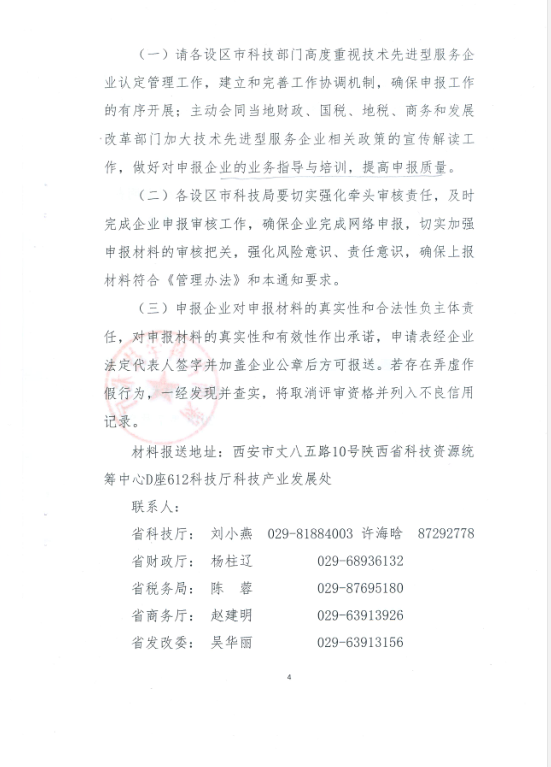 （一）请各设区市科技部门高度重视技术先进型服务企
业认定管理工作，建立和完善工作协调机制，确保申报工作
的有序开展；主动会同当地财政、国税、地税、商务和发展
改革部门加大技术先进型服务企业相关政策的宣传解读工
作，做好对申报企业的业务指导与培训，提高申报质量。
（二）各设区市科技局要切实强化牵头审核责任，及时
完成企业申报审核工作，确保企业完成网络申报，切实加强
申报材料的审核把关，强化风险意识、责任意识，确保上报
材料符合《管理办法》和本通知要求。
（三）申报企业对申报材料的真实性和合法性负主体责
任，对申报材料的真实性和有效性作出承诺，申请表经企业
法定代表人签字并加盖企业公章后方可报送。若存在弄虚作
假行为，一经发现并查实，将取消评审资格并列入不良信用
记录。
材料报送地址：西安市丈八五路10号陕西省科技资源统
筹中心D座612科技厅科技产业发展处
联系人：
省科技厅： 刘小燕 029-81884003 许海晗 87292778
省财政厅： 杨柱辽 029-68936132
省税务局： 陈 蓉 029-87695180
省商务厅： 赵建明 029-63913926
省发改委： 吴华丽 029-63913156
4